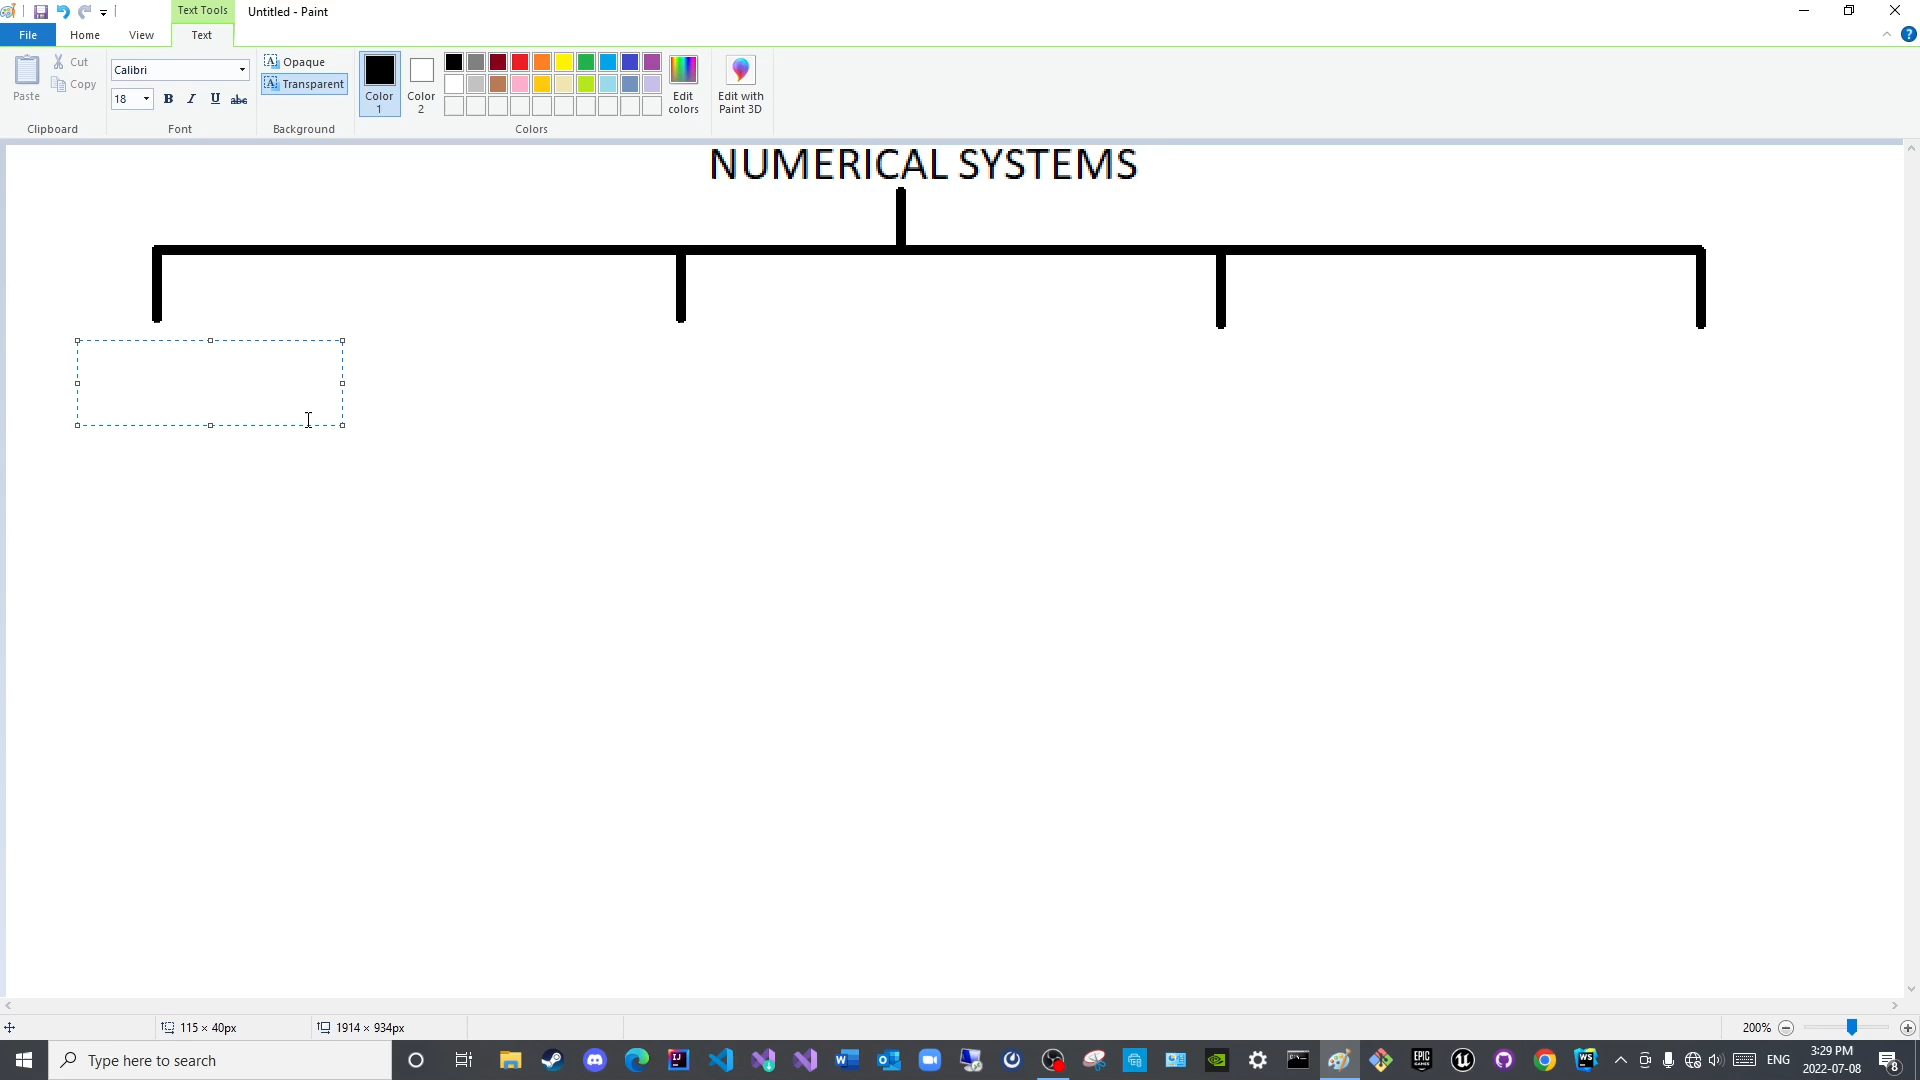 Text Tools
Untitled - Paint
File
Home
View
Text
Paste
Cut
Copy
Clipboard
Calibri
18
B
I
U
abc
Font
Opaque
Transparent
Background
Color
1
Color
2
Edit
colors
Colors
Edit with
Paint 3D
NUMERICAL SYSTEMS
115 × 40px
1914 × 934px
200%
Type here to search
ENG
3:29 PM
2022-07-08
8